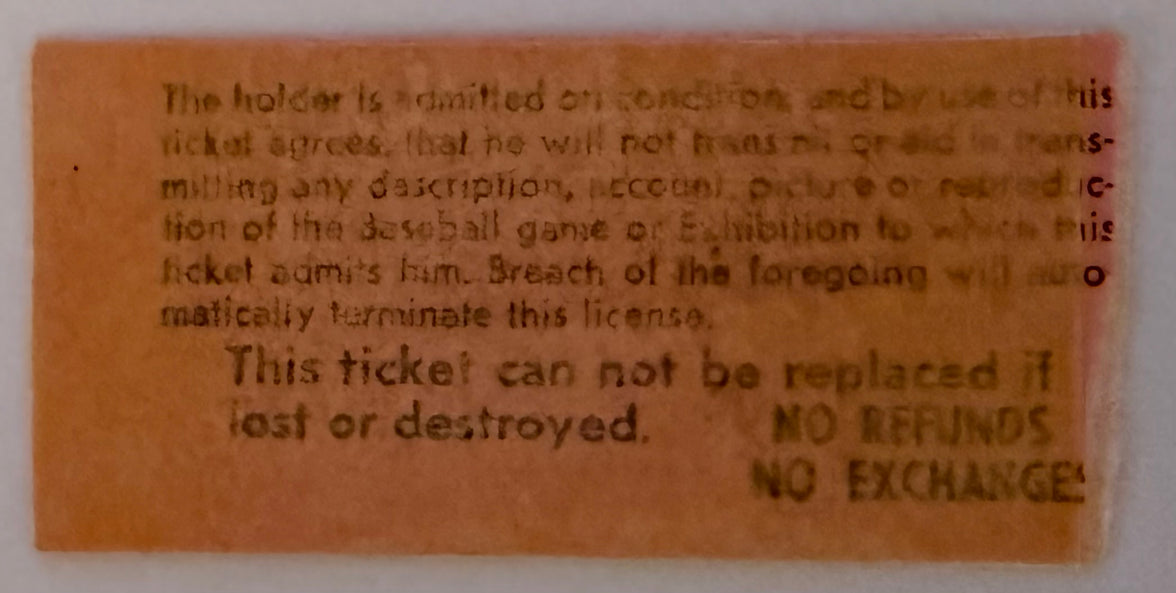 The holder is admitted on condition, and by use of this
ticket agrees, that he will not transmit or aid in trans-
mitting any description, account, picture or reproduc-
tion of the Baseball game or Exhibition to which this
ticket admits him. Breach of the foregoing will auto
matically terminate this license.
This ticket can not be replaced if
lost or destroyed.
NO REFUNDS
NO EXCHANGES